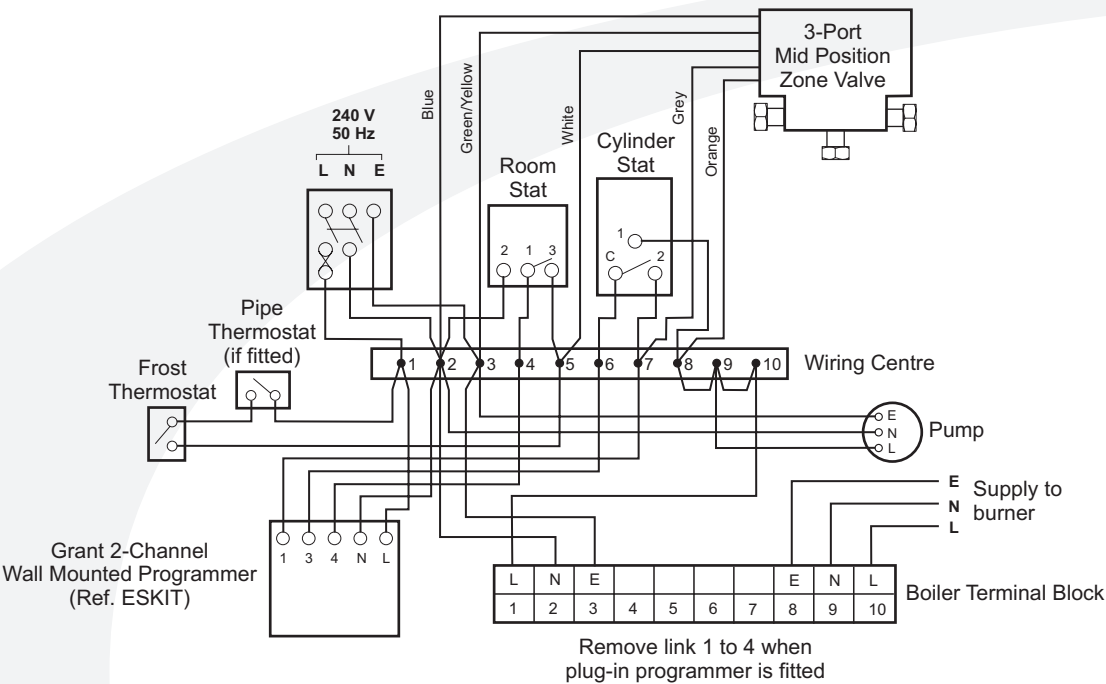 3-Port
Mid Position
Zone Valve
Blue
Green/Yellow
White
Grey
Orange
240 V
50 Hz
L N E
Room
Stat
2 1 3
Cylinder
Stat
1
C 2
Pipe
Thermostat
(if fitted)
Frost
Thermostat
1 2 3 4 5 6 7 8 9 10
Wiring Centre
E
N
L
Pump
E
N
L
Supply to
burner
1 3 4 N L
Grant 2-Channel
Wall Mounted Programmer
(Ref. ESKIT)
L N E E N L
1 2 3 4 5 6 7 8 9 10
Boiler Terminal Block
Remove link 1 to 4 when
plug-in programmer is fitted